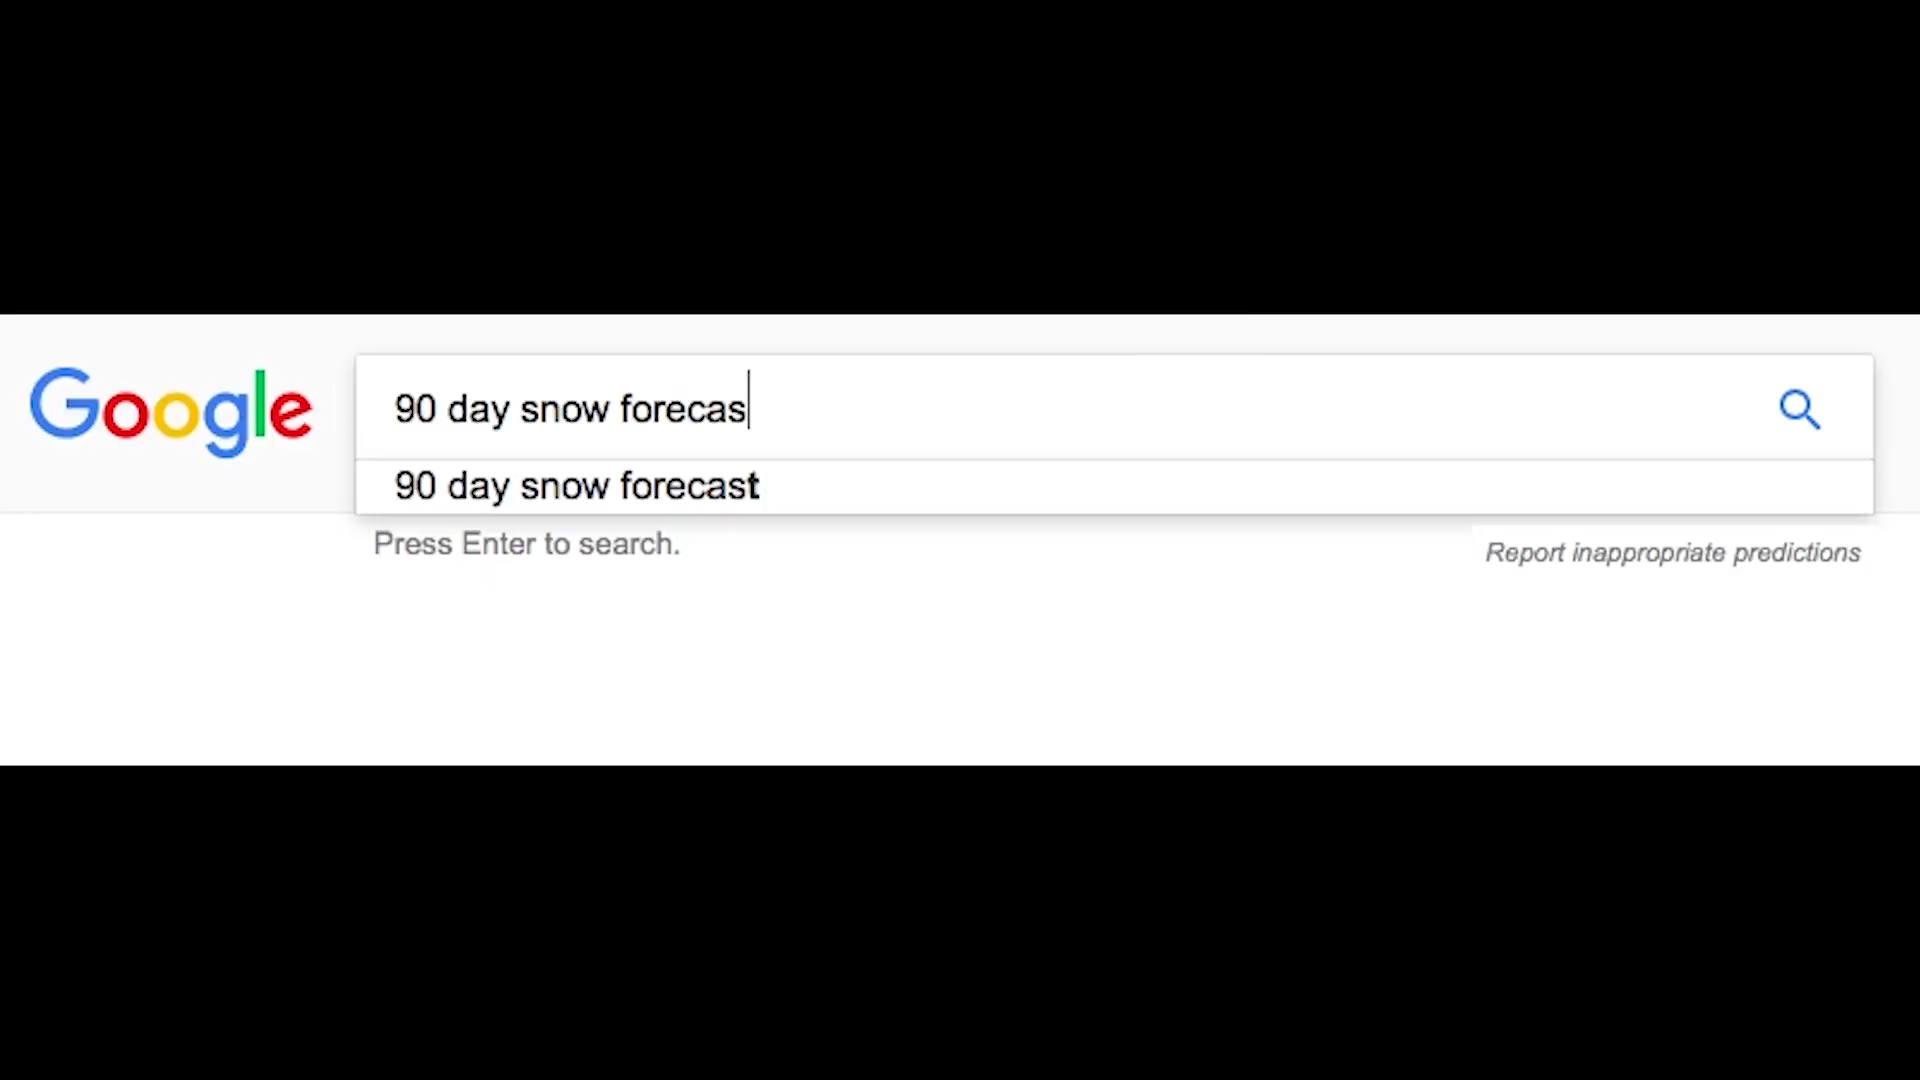 Google
90 day snow forecas
90 day snow forecast
Press Enter to search.
Report inappropriate predictions